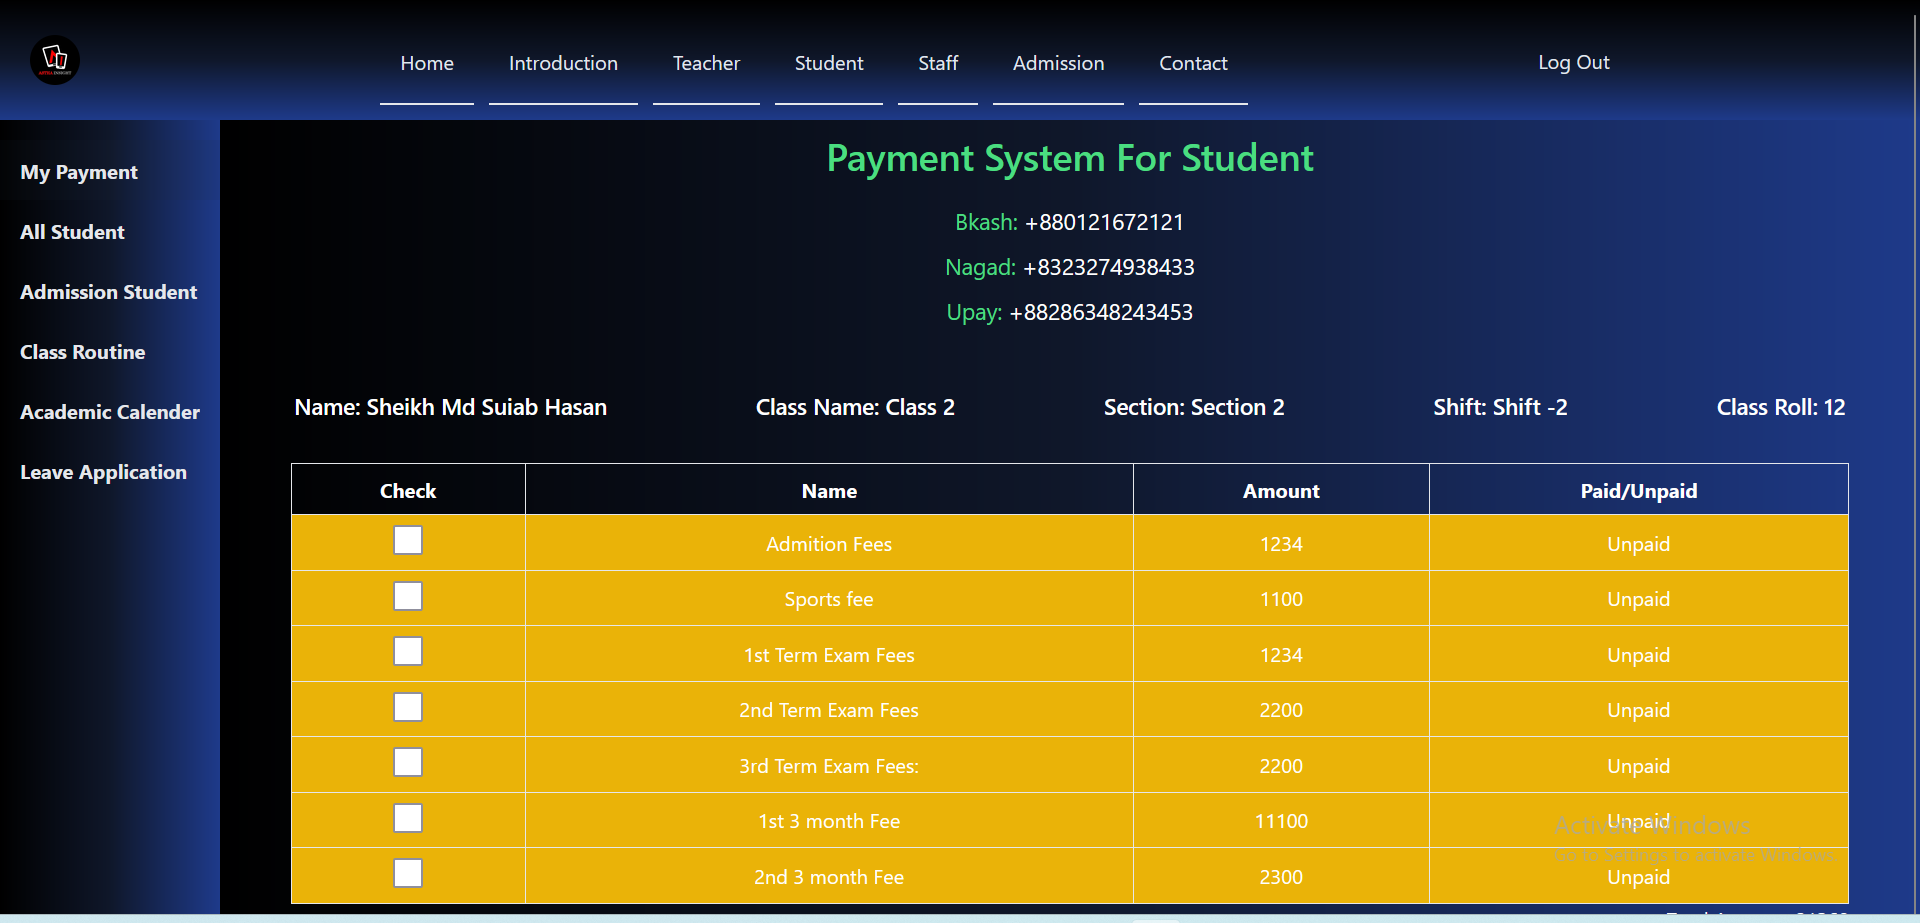 Home Introduction Teacher Student Staff Admission Contact Log Out
My Payment
All Student
Admission Student
Class Routine
Academic Calender
Leave Application
Payment System For Student
Bkash: +880121672121
Nagad: +8323274938433
Upay: +88286348243453
Name: Sheikh Md Suiab Hasan Class Name: Class 2 Section: Section 2 Shift: Shift -2 Class Roll: 12
Check Name Amount Paid/Unpaid
Admition Fees 1234 Unpaid
Sports fee 1100 Unpaid
1st Term Exam Fees 1234 Unpaid
2nd Term Exam Fees 2200 Unpaid
3rd Term Exam Fees: 2200 Unpaid
1st 3 month Fee 11100 Unpaid
2nd 3 month Fee 2300 Unpaid
Activate Windows
Go to Settings to activate Windows.